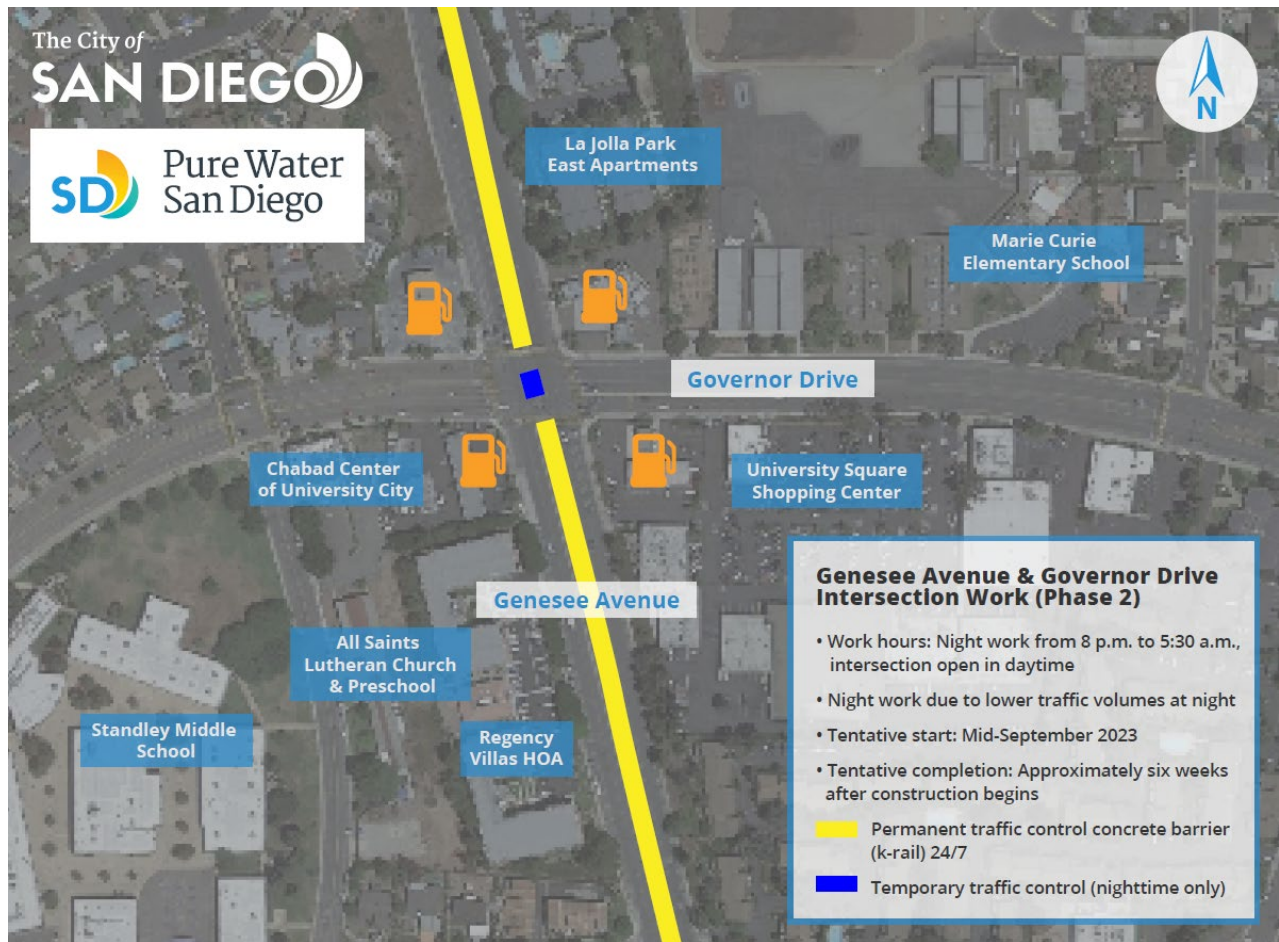 The City of
SAN DIEGO
SD
Pure Water
San Diego
N
La Jolla Park
East Apartments
Marie Curie
Elementary School
Governor Drive
Chabad Center
of University City
University Square
Shopping Center
Genesee Avenue
All Saints
Lutheran Church
& Preschool
Standley Middle
School
Regency
Villas HOA
Genesee Avenue & Governor Drive
Intersection Work (Phase 2)
• Work hours: Night work from 8 p.m. to 5:30 a.m.,
intersection open in daytime
• Night work due to lower traffic volumes at night
• Tentative start: Mid-September 2023
• Tentative completion: Approximately six weeks
after construction begins
Permanent traffic control concrete barrier
(k-rail) 24/7
Temporary traffic control (nighttime only)